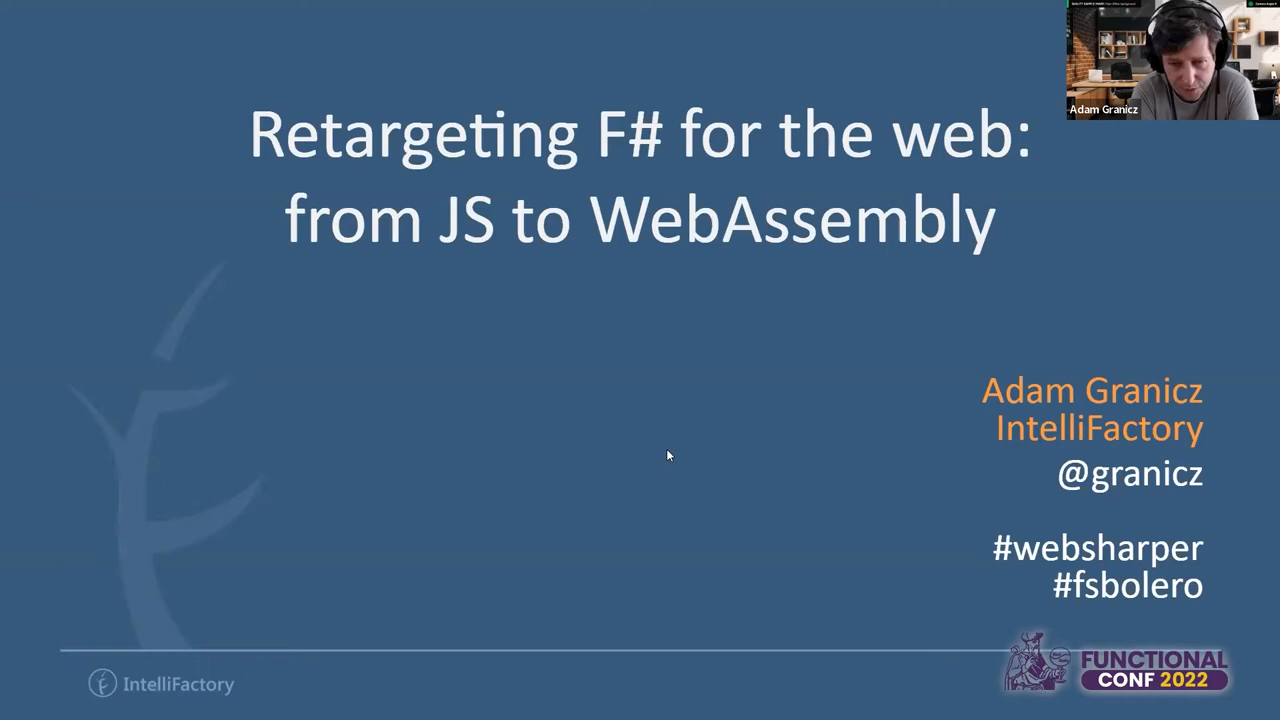 Adam Granicz
Retargeting F# for the web:
from JS to WebAssembly
Adam Granicz
IntelliFactory
@granicz
#websharper
#fsbolero
IntelliFactory
FUNCTIONAL
CONF 2022